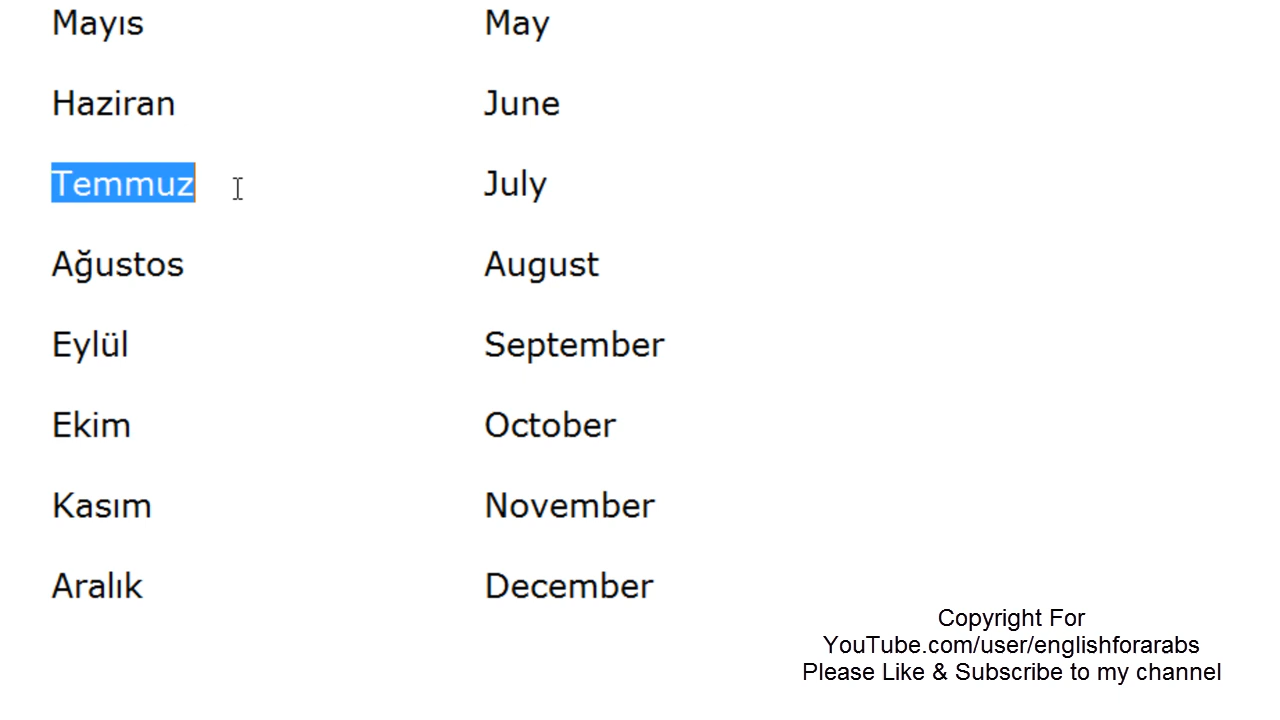 Mayıs May
Haziran June
Temmuz July
Ağustos August
Eylül September
Ekim October
Kasım November
Aralık December
Copyright For
YouTube.com/user/englishforarabs
Please Like & Subscribe to my channel